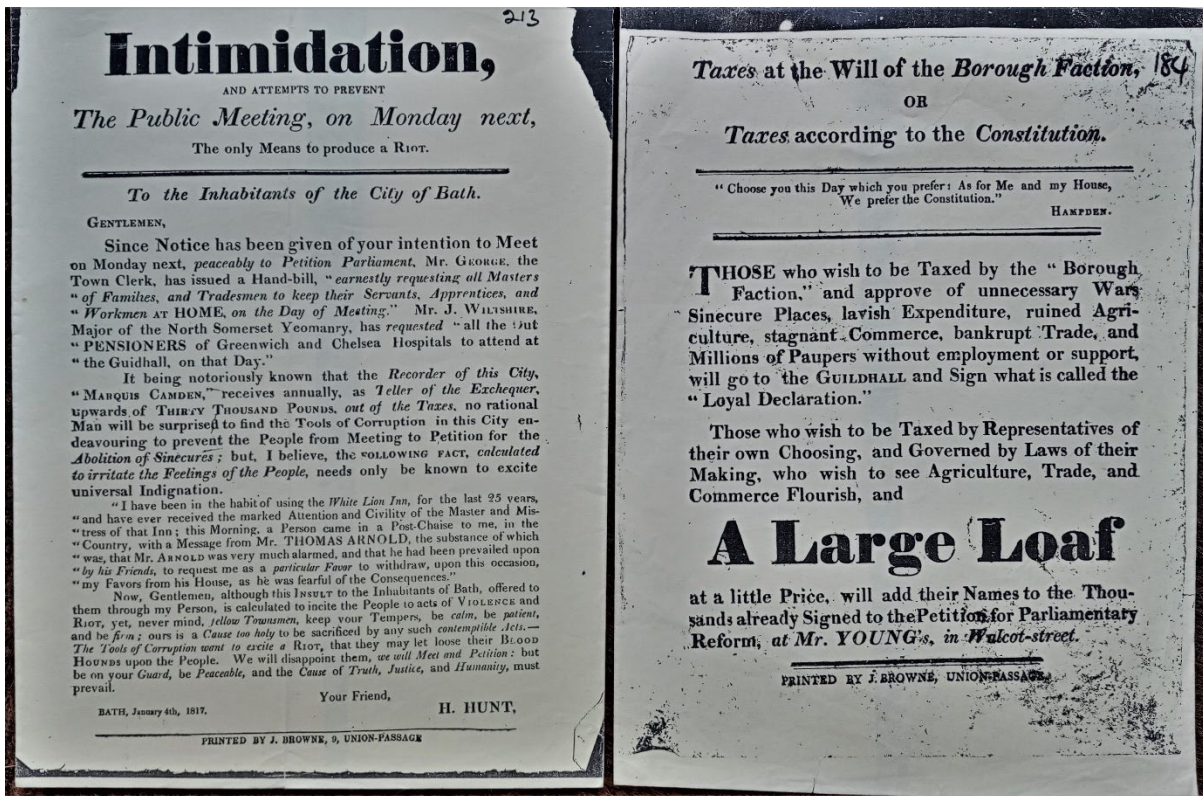 213
Intimidation,
AND ATTEMPTS TO PREVENT
The Public Meeting, on Monday next,
The only Means to produce a RIOT.
To the Inhabitants of the City of Bath.
GENTLEMEN,
Since Notice has been given of your intention to Meet
on Monday next, peaceably to Petition Parliament, Mr. GEORGE, the
Town Clerk, has issued a Hand-bill, "earnestly requesting all Masters
"of Families, and Tradesmen to keep their Servants, Apprentices, and
"Workmen AT HOME, on the Day of Meeting." Mr. J. WILTSHIRE,
Major of the North Somerset Yeomanry, has requested "all the Out
"PENSIONERS of Greenwich and Chelsea Hospitals to attend at
"the Guidhall, on that Day."
It being notoriously known that the Recorder of this City,
"MARQUIS CAMDEN," receives annually, as Teller of the Exchequer,
upwards of THIRTY THOUSAND POUNDS, out of the Taxes, no rational
Man will be surprised to find the Tools of Corruption in this City en-
deavouring to prevent the People from Meeting to Petition for the
Abolition of Sinecures; but, I believe, the FOLLOWING FACT, calculated
to irritate the Feelings of the People, needs only be known to excite
universal Indignation.
"I have been in the habit of using the White Lion Inn, for the last 25 years,
"and have ever received the marked Attention and Civility of the Master and Mis-
"tress of that Inn; this Morning, a Person came in a Post-Chaise to me, in the
"Country, with a Message from Mr. THOMAS ARNOLD, the substance of which
"was, that Mr. ARNOLD was very much alarmed, and that he had been prevailed upon
"by his Friends, to request me as a particular Favor to withdraw, upon this occasion,
"my Favors from his House, as he was fearful of the Consequences."
Now, Gentlemen, although this INSULT to the Inhabitants of Bath, offered to
them through my Person, is calculated to incite the People to acts of VIOLENCE and
RIOT, yet, never mind, fellow Townsmen, keep your Tempers, be calm, be patient,
and be firm; ours is a Cause too holy to be sacrificed by any such contemptible Acts.—
The Tools of Corruption want to excite a RIOT, that they may let loose their BLOOD
HOUNDS upon the People. We will disappoint them, we will Meet and Petition: but
be on your Guard, be Peaceable, and the Cause of Truth, Justice, and Humanity, must
prevail.
Your Friend,
H. HUNT,
BATH, January 4th, 1817.
PRINTED BY J. BROWNE, 9, UNION-PASSAGE
184
Taxes at the Will of the Borough Faction,
OR
Taxes according to the Constitution.
"Choose you this Day which you prefer: As for Me and my House,
We prefer the Constitution."
HAMPDEN.
THOSE who wish to be Taxed by the "Borough
Faction," and approve of unnecessary Wars
Sinecure Places, lavish Expenditure, ruined Agri-
culture, stagnant Commerce, bankrupt Trade, and
Millions of Paupers without employment or support,
will go to the GUILDHALL and Sign what is called the
"Loyal Declaration."
Those who wish to be Taxed by Representatives of
their own Choosing, and Governed by Laws of their
Making, who wish to see Agriculture, Trade, and
Commerce Flourish, and
A Large Loaf
at a little Price, will add their Names to the Thou-
sands already Signed to the Petition for Parliamentary
Reform, at Mr. YOUNG's, in Walcot-street.
PRINTED BY J. BROWNE, UNION-PASSAGE.